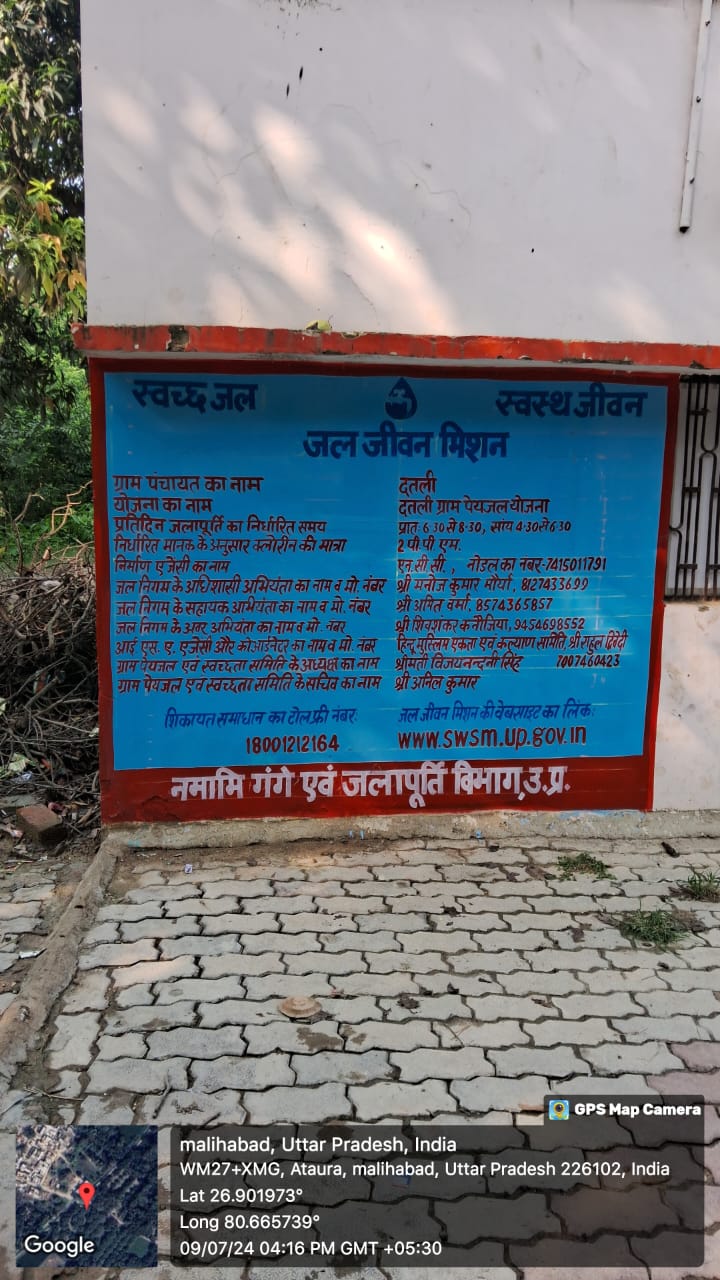 स्वच्छ जल स्वस्थ जीवन
जल जीवन मिशन
ग्राम पंचायत का नाम दतली
योजना का नाम दतली ग्राम पेयजल योजना
प्रतिदिन जलापूर्ति का निर्धारित समय प्रातः 6:30 से 8:30, सांय 4:30 से 6:30
निर्धारित मानक के अनुसार क्लोरीन की मात्रा 2 पी पी एम.
निर्माण एजेंसी का नाम एन.सी.सी., नोडल का नंबर-7415011791
जल निगम के अधिशासी अभियंता का नाम व मो. नंबर श्री मनोज कुमार मौर्या, 8127433699
जल निगम के सहायक अभियंता का नाम व मो. नंबर श्री अमित वर्मा, 8574365857
जल निगम के अवर अभियंता का नाम व मो. नंबर श्री शिवशंकर कनौजिया, 9454698552
आई. एस. ए. एजेंसी और कोआर्डिनेटर का नाम व मो. नंबर हिन्दू मुस्लिम एकता एवं कल्याण समिति, श्री राहुल द्विवेदी
ग्राम पेयजल एवं स्वच्छता समिति के अध्यक्ष का नाम श्रीमती विजयनन्दनी सिंह 7007460423
ग्राम पेयजल एवं स्वच्छता समिति के सचिव का नाम श्री अनिल कुमार
शिकायत समाधान का टोल फ्री नंबर: जल जीवन मिशन की वेबसाइट का लिंक:
18001212164 www.swsm.up.gov.in
नमामि गंगे एवं जलापूर्ति विभाग, उ.प्र.
GPS Map Camera
malihabad, Uttar Pradesh, India
WM27+XMG, Ataura, malihabad, Uttar Pradesh 226102, India
Lat 26.901973°
Long 80.665739°
09/07/24 04:16 PM GMT +05:30
Google